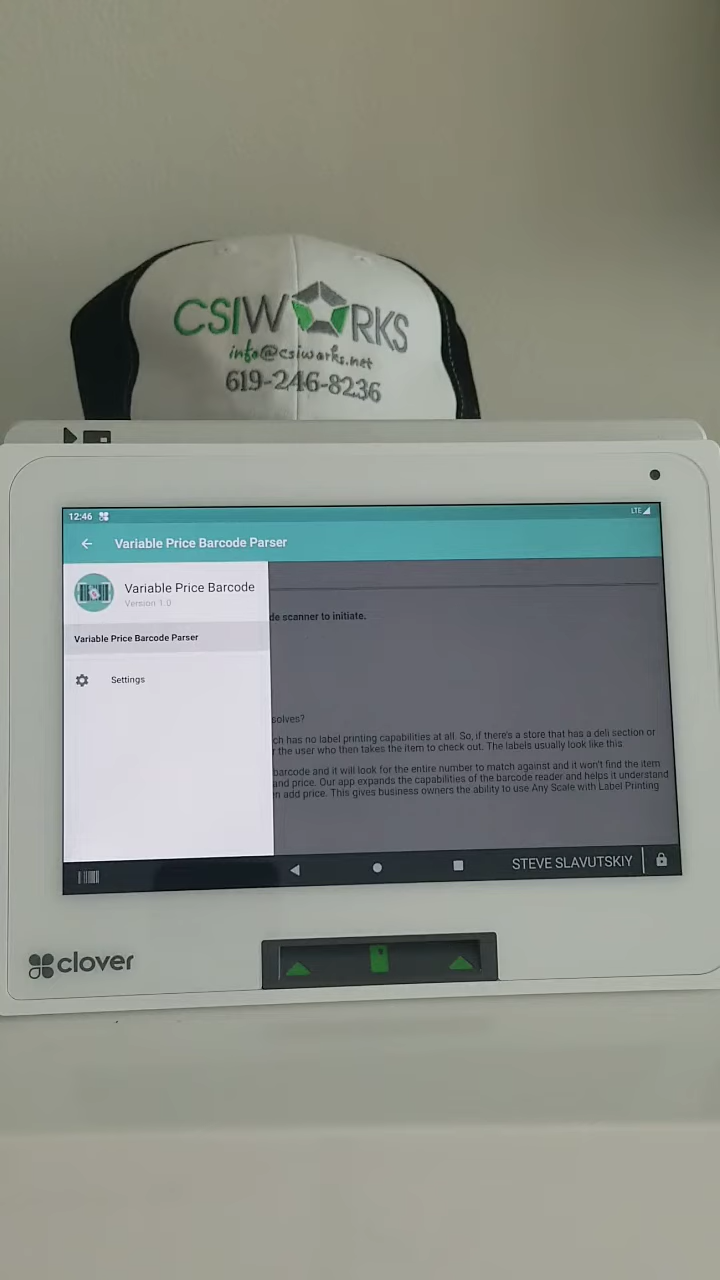 CSIWORKS
info@csiworks.net
619-246-8236
12:46
LTE
Variable Price Barcode Parser
Variable Price Barcode
Version 1.0
de scanner to initiate.
Variable Price Barcode Parser
Settings
solves?
ch has no label printing capabilities at all. So, if there's a store that has a deli section or
r the user who then takes the item to check out. The labels usually look like this
barcode and it will look for the entire number to match against and it won't find the item
and price. Our app expands the capabilities of the barcode reader and helps it understand
n add price. This gives business owners the ability to use Any Scale with Label Printing
STEVE SLAVUTSKIY
clover